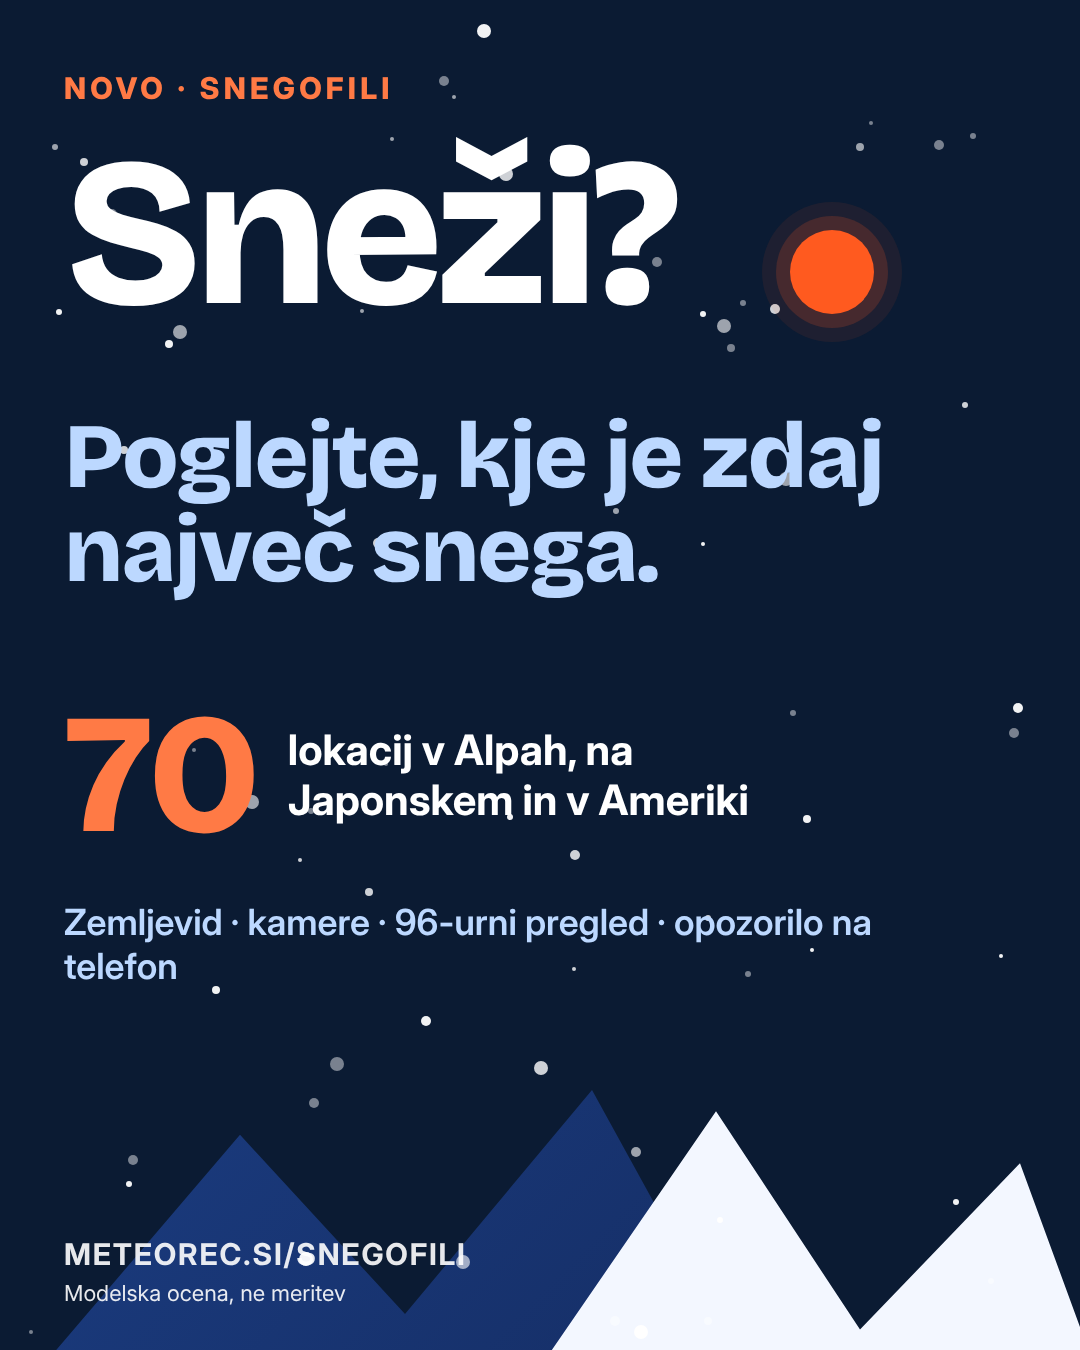 NOVO · SNEGOFILI
Sneži?
Poglejte, kje je zdaj
največ snega.
70
lokacij v Alpah, na
Japonskem in v Ameriki
Zemljevid · kamere · 96-urni pregled · opozorilo na
telefon
METEOREC.SI/SNEGOFILI
Modelska ocena, ne meritev